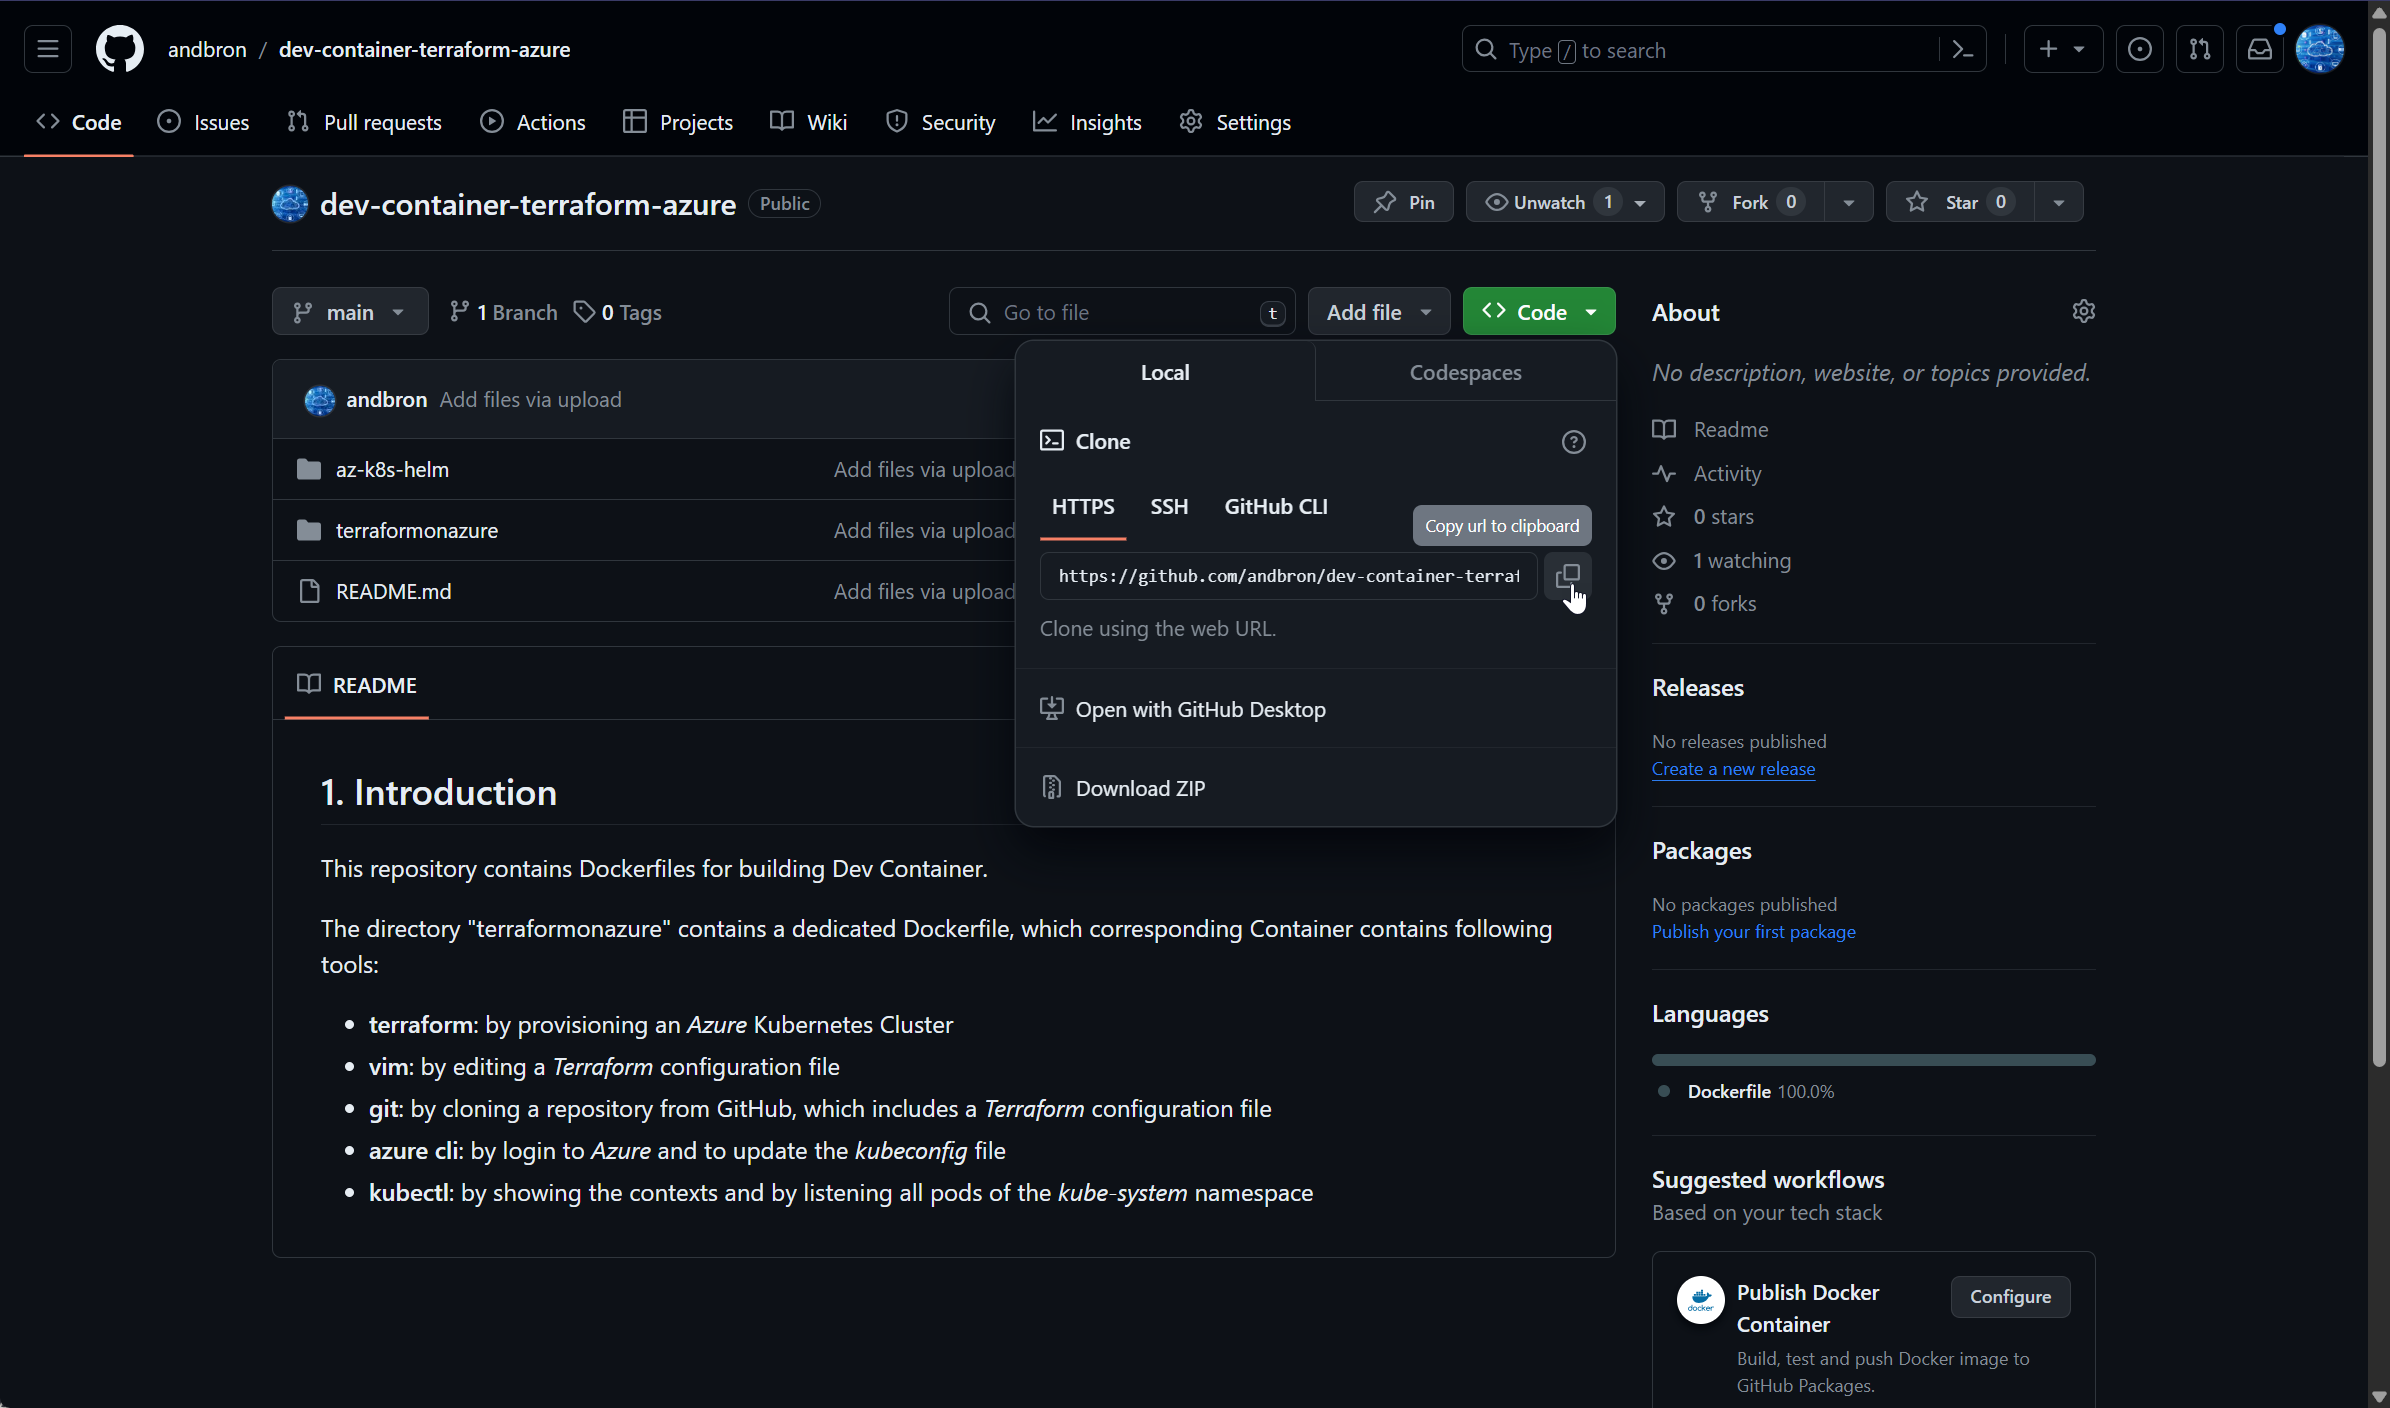 andbron / dev-container-terraform-azure
Type / to search
Code
Issues
Pull requests
Actions
Projects
Wiki
Security
Insights
Settings
dev-container-terraform-azure Public
Pin
Unwatch 1
Fork 0
Star 0
main
1 Branch
0 Tags
Go to file t
Add file
Code
andbron Add files via upload
az-k8s-helm Add files via upload
terraformonazure Add files via upload
README.md Add files via upload
Local
Codespaces
Clone
HTTPS
SSH
GitHub CLI
Copy url to clipboard
https://github.com/andbron/dev-container-terraf
Clone using the web URL.
Open with GitHub Desktop
Download ZIP
README
1. Introduction
This repository contains Dockerfiles for building Dev Container.
The directory "terraformonazure" contains a dedicated Dockerfile, which corresponding Container contains following
tools:
• terraform: by provisioning an Azure Kubernetes Cluster
• vim: by editing a Terraform configuration file
• git: by cloning a repository from GitHub, which includes a Terraform configuration file
• azure cli: by login to Azure and to update the kubeconfig file
• kubectl: by showing the contexts and by listening all pods of the kube-system namespace
About
No description, website, or topics provided.
Readme
Activity
0 stars
1 watching
0 forks
Releases
No releases published
Create a new release
Packages
No packages published
Publish your first package
Languages
Dockerfile 100.0%
Suggested workflows
Based on your tech stack
docker
Publish Docker
Container
Configure
Build, test and push Docker image to
GitHub Packages.